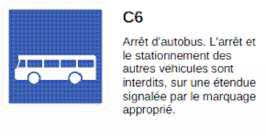 C6
Arrêt d'autobus. L'arrêt et
le stationnement des
autres véhicules sont
interdits, sur une étendue
signalée par le marquage
approprié.